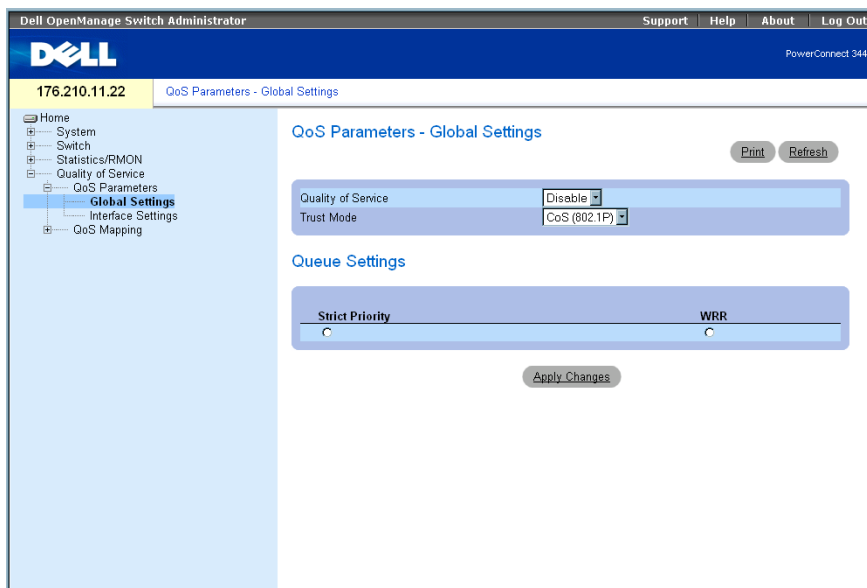 Dell OpenManage Switch Administrator
Support Help About Log Out
DELL
PowerConnect 344
176.210.11.22
QoS Parameters - Global Settings
Home
System
Switch
Statistics/RMON
Quality of Service
QoS Parameters
Global Settings
Interface Settings
QoS Mapping
QoS Parameters - Global Settings
Print Refresh
Quality of Service Disable
Trust Mode CoS (802.1P)
Queue Settings
Strict Priority WRR
Apply Changes